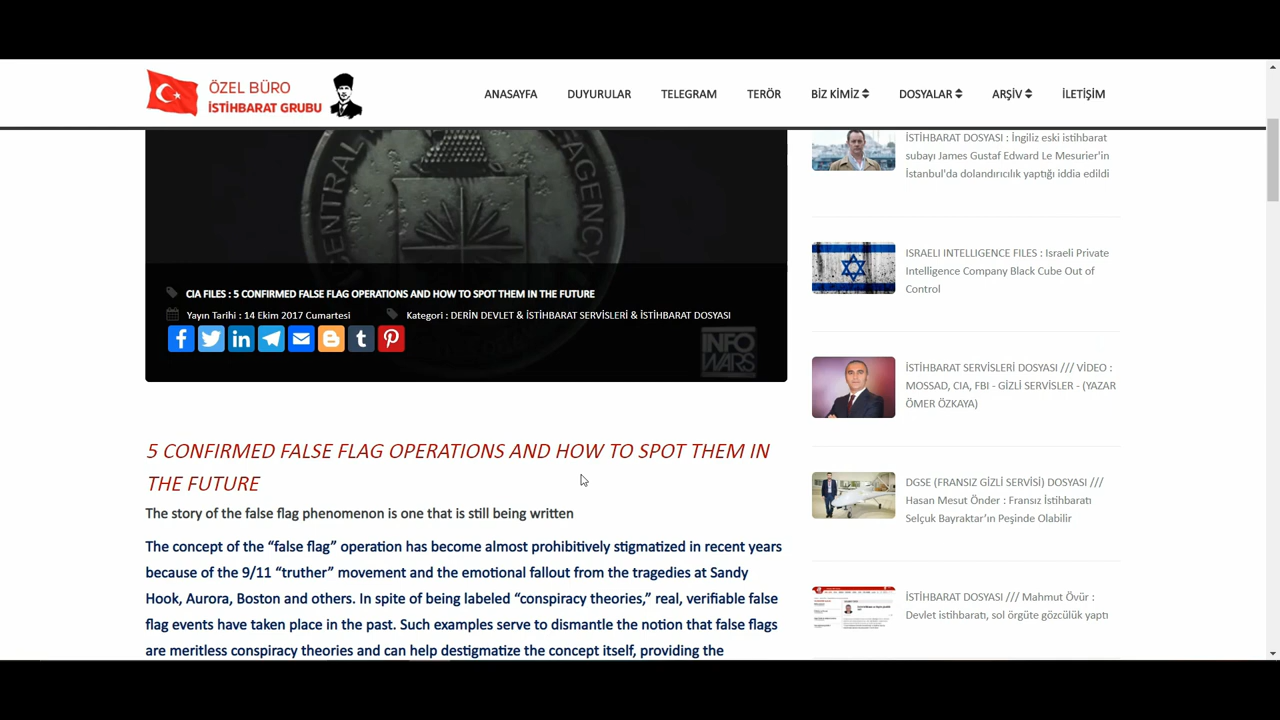 ÖZEL BÜRO
İSTİHBARAT GRUBU
ANASAYFA
DUYURULAR
TELEGRAM
TERÖR
BİZ KİMİZ
DOSYALAR
ARŞİV
İLETİŞİM
CENTRAL
AGENCY
CIA FILES : 5 CONFIRMED FALSE FLAG OPERATIONS AND HOW TO SPOT THEM IN THE FUTURE
Yayın Tarihi : 14 Ekim 2017 Cumartesi
Kategori : DERİN DEVLET & İSTİHBARAT SERVİSLERİ & İSTİHBARAT DOSYASI
INFO
WARS
5 CONFIRMED FALSE FLAG OPERATIONS AND HOW TO SPOT THEM IN
THE FUTURE
The story of the false flag phenomenon is one that is still being written
The concept of the “false flag” operation has become almost prohibitively stigmatized in recent years
because of the 9/11 “truther” movement and the emotional fallout from the tragedies at Sandy
Hook, Aurora, Boston and others. In spite of being labeled “conspiracy theories,” real, verifiable false
flag events have taken place in the past. Such examples serve to dismantle the notion that false flags
are meritless conspiracy theories and can help destigmatize the concept itself, providing the
İSTİHBARAT DOSYASI : İngiliz eski istihbarat
subayı James Gustaf Edward Le Mesurier'in
İstanbul'da dolandırıcılık yaptığı iddia edildi
ISRAELI INTELLIGENCE FILES : Israeli Private
Intelligence Company Black Cube Out of
Control
İSTİHBARAT SERVİSLERİ DOSYASI /// VİDEO :
MOSSAD, CIA, FBI - GİZLİ SERVİSLER - (YAZAR
ÖMER ÖZKAYA)
DGSE (FRANSIZ GİZLİ SERVİSİ) DOSYASI ///
Hasan Mesut Önder : Fransız İstihbaratı
Selçuk Bayraktar’ın Peşinde Olabilir
İSTİHBARAT DOSYASI /// Mahmut Övür :
Devlet istihbaratı, sol örgüte gözcülük yaptı